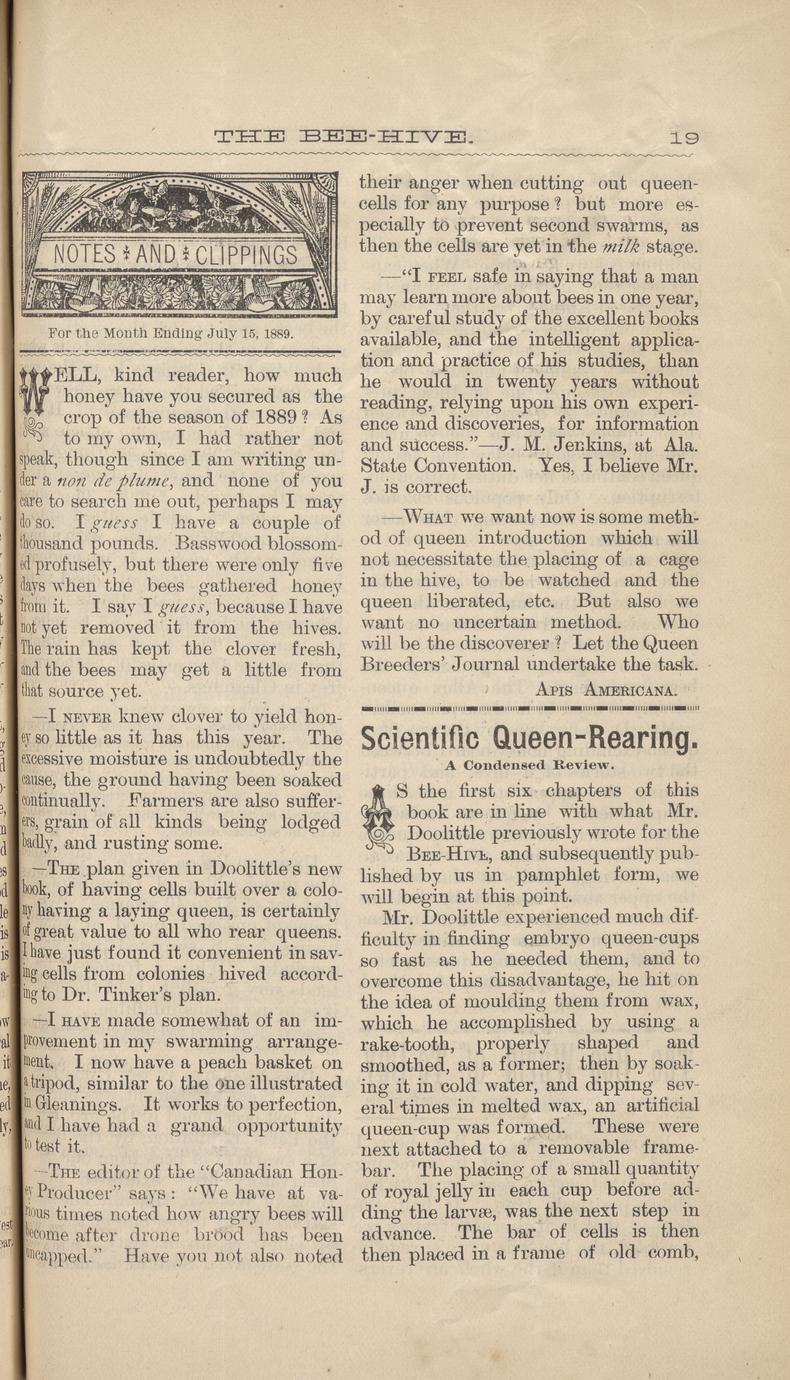 THE BEE-HIVE. 19
NOTES AND CLIPPINGS
For the Month Ending July 15, 1889.
WELL, kind reader, how much
honey have you secured as the
crop of the season of 1889? As
to my own, I had rather not
speak, though since I am writing un-
der a non de plume, and none of you
care to search me out, perhaps I may
do so. I guess I have a couple of
thousand pounds. Basswood blossom-
ed profusely, but there were only five
days when the bees gathered honey
from it. I say I guess, because I have
not yet removed it from the hives.
The rain has kept the clover fresh,
and the bees may get a little from
that source yet.
—I NEVER knew clover to yield hon-
ey so little as it has this year. The
excessive moisture is undoubtedly the
cause, the ground having been soaked
continually. Farmers are also suffer-
ers, grain of all kinds being lodged
badly, and rusting some.
—THE plan given in Doolittle's new
book, of having cells built over a colo-
ny having a laying queen, is certainly
of great value to all who rear queens.
I have just found it convenient in sav-
ing cells from colonies hived accord-
ing to Dr. Tinker's plan.
—I HAVE made somewhat of an im-
provement in my swarming arrange-
ment. I now have a peach basket on
a tripod, similar to the one illustrated
in Gleanings. It works to perfection,
and I have had a grand opportunity
to test it.
—THE editor of the "Canadian Hon-
ey Producer" says: "We have at va-
rious times noted how angry bees will
become after drone brood has been
uncapped." Have you not also noted
their anger when cutting out queen-
cells for any purpose? but more es-
pecially to prevent second swarms, as
then the cells are yet in the milk stage.
—"I FEEL safe in saying that a man
may learn more about bees in one year,
by careful study of the excellent books
available, and the intelligent applica-
tion and practice of his studies, than
he would in twenty years without
reading, relying upon his own experi-
ence and discoveries, for information
and success."—J. M. Jenkins, at Ala.
State Convention. Yes, I believe Mr.
J. is correct.
—WHAT we want now is some meth-
od of queen introduction which will
not necessitate the placing of a cage
in the hive, to be watched and the
queen liberated, etc. But also we
want no uncertain method. Who
will be the discoverer? Let the Queen
Breeders' Journal undertake the task.
APIS AMERICANA.
Scientific Queen-Rearing.
A Condensed Review.
AS the first six chapters of this
book are in line with what Mr.
Doolittle previously wrote for the
BEE-HIVE, and subsequently pub-
lished by us in pamphlet form, we
will begin at this point.
Mr. Doolittle experienced much dif-
ficulty in finding embryo queen-cups
so fast as he needed them, and to
overcome this disadvantage, he hit on
the idea of moulding them from wax,
which he accomplished by using a
rake-tooth, properly shaped and
smoothed, as a former; then by soak-
ing it in cold water, and dipping sev-
eral times in melted wax, an artificial
queen-cup was formed. These were
next attached to a removable frame-
bar. The placing of a small quantity
of royal jelly in each cup before ad-
ding the larvæ, was the next step in
advance. The bar of cells is then
then placed in a frame of old comb,